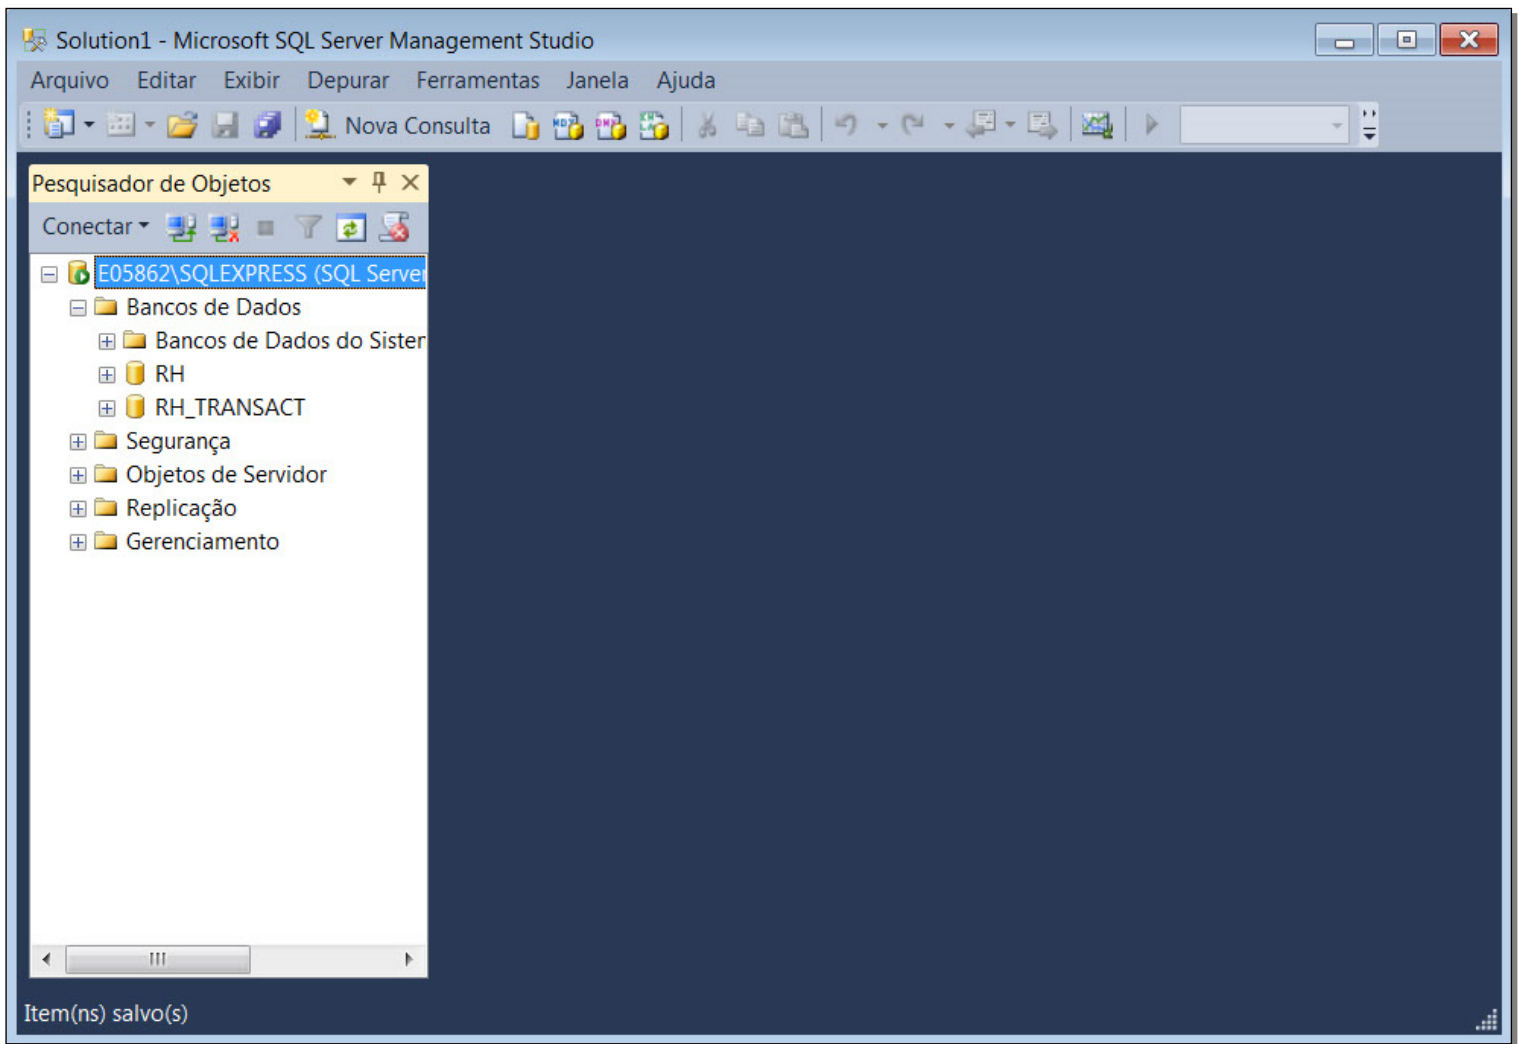 Solution1 - Microsoft SQL Server Management Studio
Arquivo Editar Exibir Depurar Ferramentas Janela Ajuda
Nova Consulta
Pesquisador de Objetos
Conectar
E05862\SQLEXPRESS (SQL Server
Bancos de Dados
Bancos de Dados do Sister
RH
RH_TRANSACT
Segurança
Objetos de Servidor
Replicação
Gerenciamento
Item(ns) salvo(s)